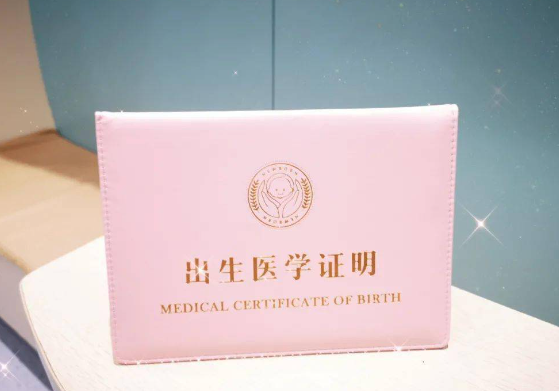 出生医学证明
MEDICAL CERTIFICATE OF BIRTH